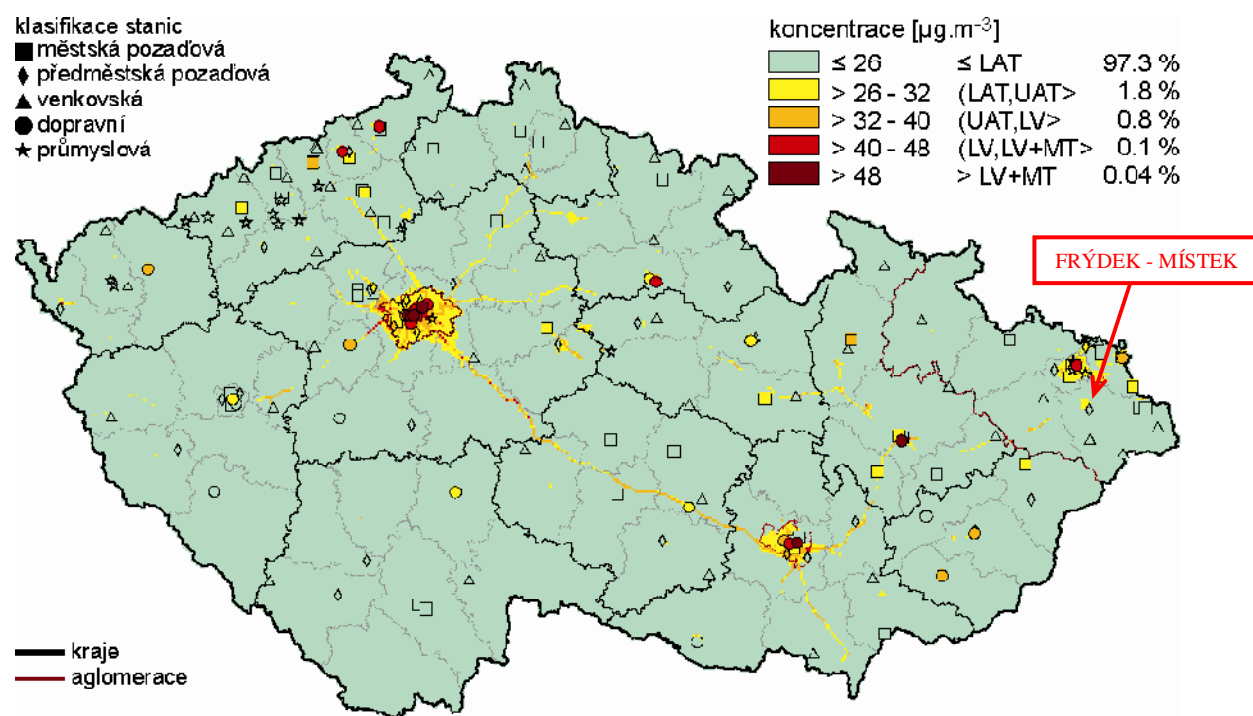 klasifikace stanic
městská pozaďová
předměstská pozaďová
venkovská
dopravní
průmyslová
koncentrace [µg.m⁻³]
≤ 26 ≤ LAT 97.3 %
> 26 - 32 (LAT,UAT> 1.8 %
> 32 - 40 (UAT,LV> 0.8 %
> 40 - 48 (LV,LV+MT> 0.1 %
> 48 > LV+MT 0.04 %
FRÝDEK - MÍSTEK
kraje
aglomerace